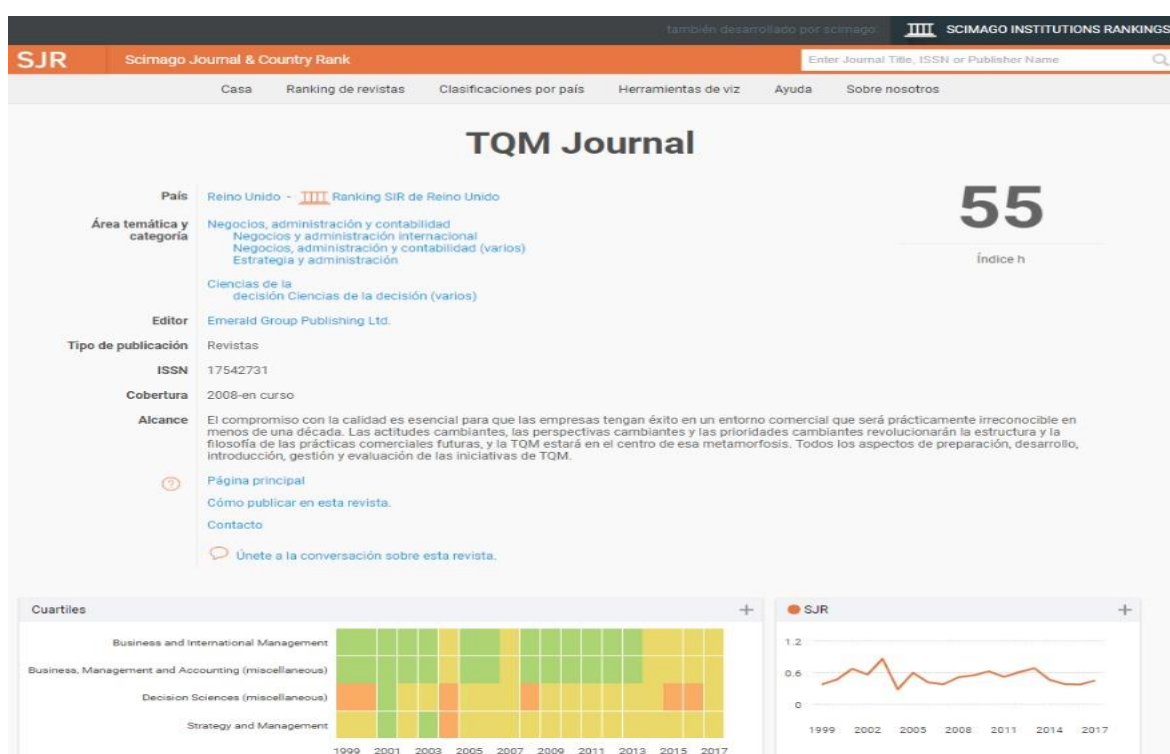 también desarrollado por scimago:
SCIMAGO INSTITUTIONS RANKINGS
SJR
Scimago Journal & Country Rank
Enter Journal Title, ISSN or Publisher Name
Casa
Ranking de revistas
Clasificaciones por país
Herramientas de viz
Ayuda
Sobre nosotros
TQM Journal
País
Reino Unido - Ranking SIR de Reino Unido
55
Índice h
Área temática y
categoría
Negocios, administración y contabilidad
Negocios y administración internacional
Negocios, administración y contabilidad (varios)
Estrategia y administración
Ciencias de la
decisión Ciencias de la decisión (varios)
Editor
Emerald Group Publishing Ltd.
Tipo de publicación
Revistas
ISSN
17542731
Cobertura
2008-en curso
Alcance
El compromiso con la calidad es esencial para que las empresas tengan éxito en un entorno comercial que será prácticamente irreconocible en
menos de una década. Las actitudes cambiantes, las perspectivas cambiantes y las prioridades cambiantes revolucionarán la estructura y la
filosofía de las prácticas comerciales futuras, y la TQM estará en el centro de esa metamorfosis. Todos los aspectos de preparación, desarrollo,
introducción, gestión y evaluación de las iniciativas de TQM.
?
Página principal
Cómo publicar en esta revista.
Contacto
Únete a la conversación sobre esta revista.
Cuartiles
+
Business and International Management
Business, Management and Accounting (miscellaneous)
Decision Sciences (miscellaneous)
Strategy and Management
1999 2001 2003 2005 2007 2009 2011 2013 2015 2017
SJR
+
1.2
0.6
0
1999 2002 2005 2008 2011 2014 2017